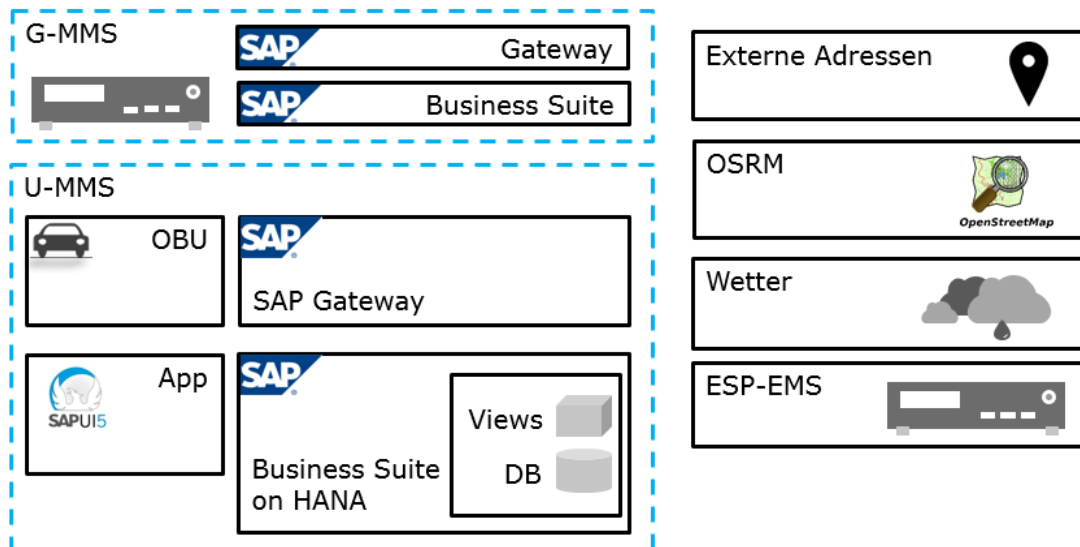 G-MMS
SAP
Gateway
SAP
Business Suite
U-MMS
OBU
SAP
SAP Gateway
App
SAPUI5
SAP
Business Suite
on HANA
Views
DB
Externe Adressen
OSRM
OpenStreetMap
Wetter
ESP-EMS